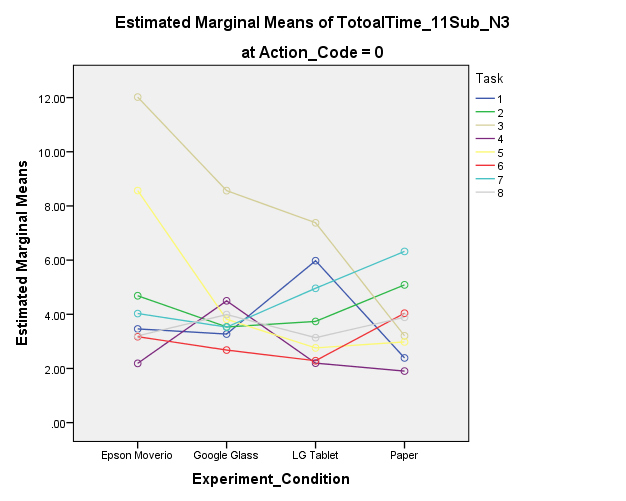 Estimated Marginal Means of TotoalTime_11Sub_N3
at Action_Code = 0
Estimated Marginal Means
12.00
10.00
8.00
6.00
4.00
2.00
.00
Epson Moverio
Google Glass
LG Tablet
Paper
Experiment_Condition
Task
1
2
3
4
5
6
7
8